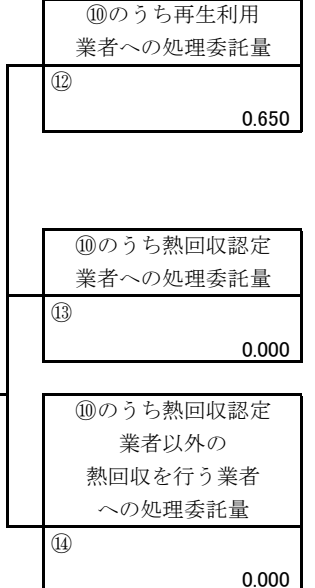 ⑩のうち再生利用
業者への処理委託量
⑫
0.650
⑩のうち熱回収認定
業者への処理委託量
⑬
0.000
⑩のうち熱回収認定
業者以外の
熱回収を行う業者
への処理委託量
⑭
0.000